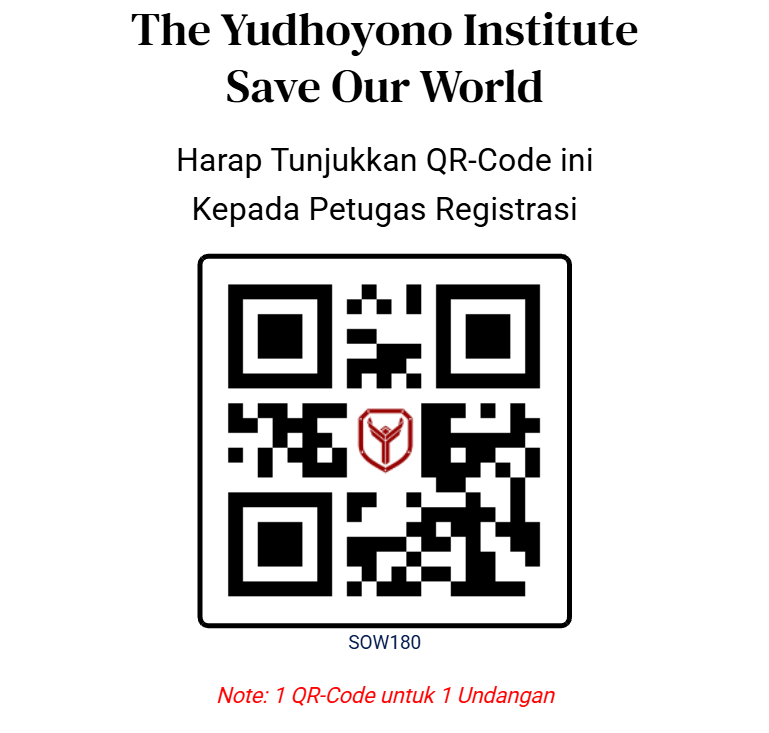 The Yudhoyono Institute
Save Our World
Harap Tunjukkan QR-Code ini
Kepada Petugas Registrasi
SOW180
Note: 1 QR-Code untuk 1 Undangan